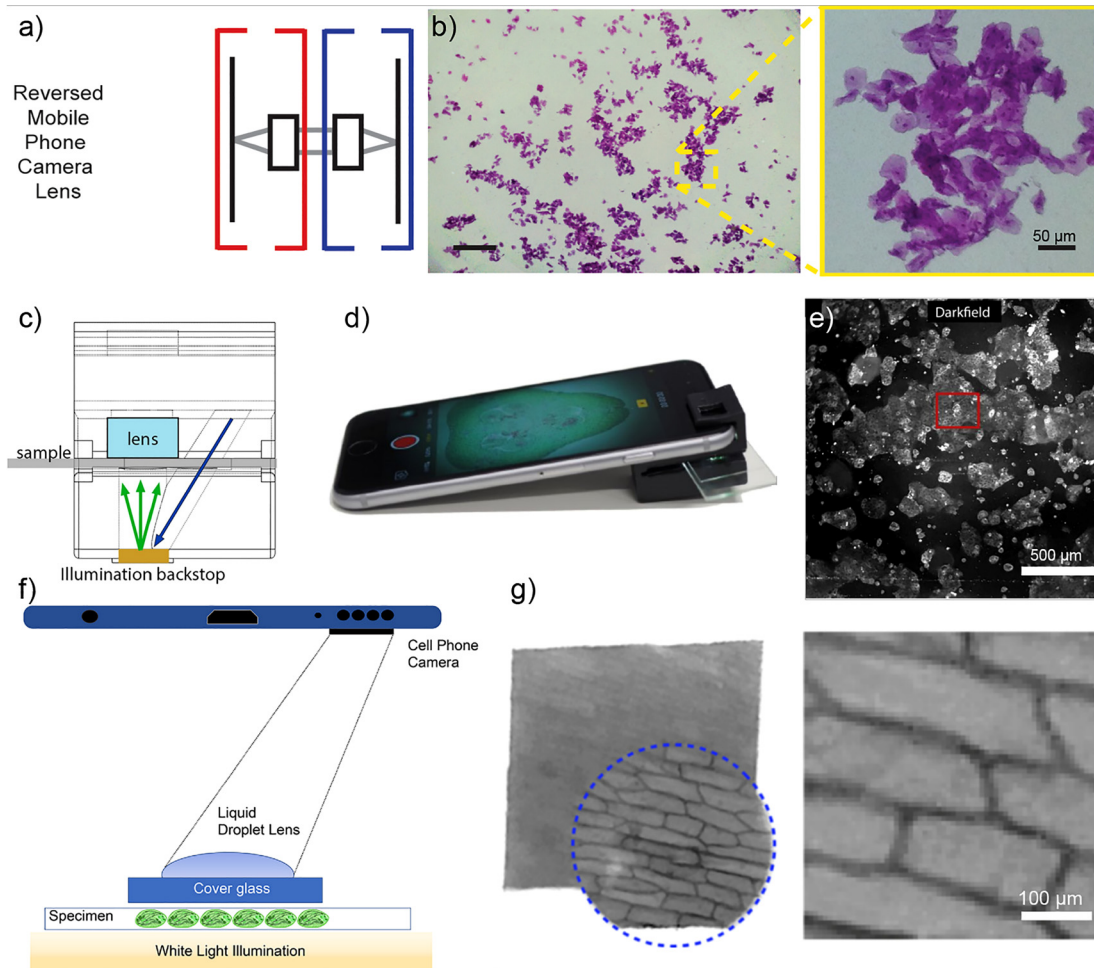 a)
Reversed
Mobile
Phone
Camera
Lens
b)
50 µm
c)
lens
sample
Illumination backstop
d)
e)
Darkfield
500 µm
f)
Cell Phone
Camera
Liquid
Droplet Lens
Cover glass
Specimen
White Light Illumination
g)
100 µm